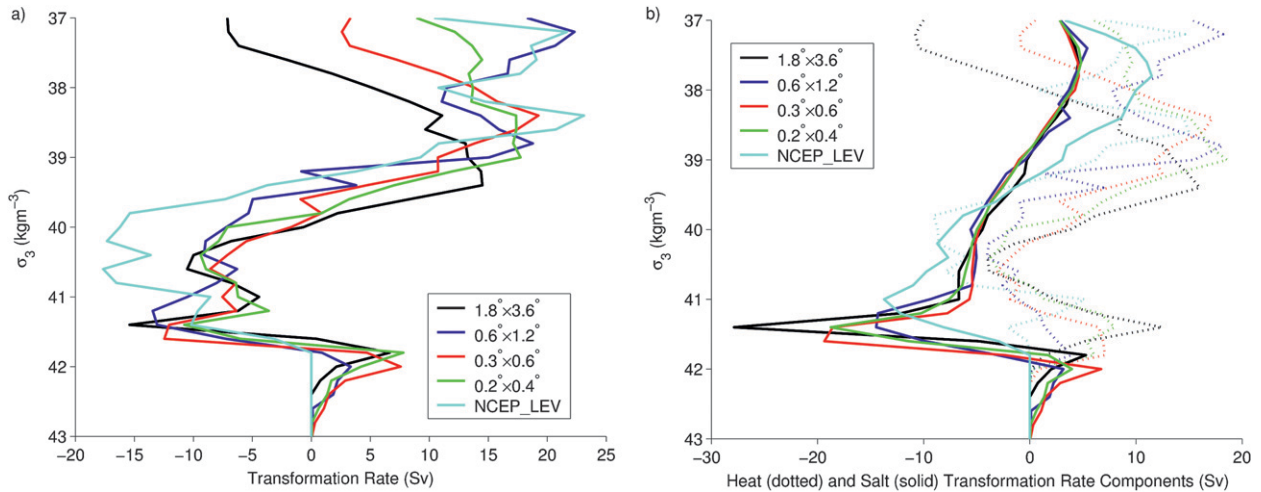 a)
37
38
39
40
41
42
43
σ₃ (kgm⁻³)
−20 −15 −10 −5 0 5 10 15 20 25
Transformation Rate (Sv)
1.8°×3.6°
0.6°×1.2°
0.3°×0.6°
0.2°×0.4°
NCEP_LEV
b)
37
38
39
40
41
42
43
σ₃ (kgm⁻³)
−30 −20 −10 0 10 20
Heat (dotted) and Salt (solid) Transformation Rate Components (Sv)
1.8°×3.6°
0.6°×1.2°
0.3°×0.6°
0.2°×0.4°
NCEP_LEV